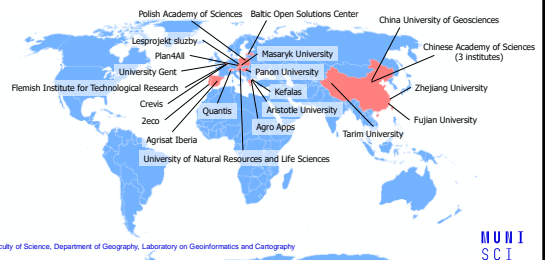 Polish Academy of Sciences
Baltic Open Solutions Center
China University of Geosciences
Lesprojekt sluzby
Masaryk University
Chinese Academy of Sciences
(3 institutes)
Plan4All
University Gent
Panon University
Flemish Institute for Technological Research
Kefalas
Zhejiang University
Crevis
Quantis
Aristotle University
2eco
Agro Apps
Fujian University
Agrisat Iberia
Tarim University
University of Natural Resources and Life Sciences
MUNI
SCI
culty of Science, Department of Geography, Laboratory on Geoinformatics and Cartography